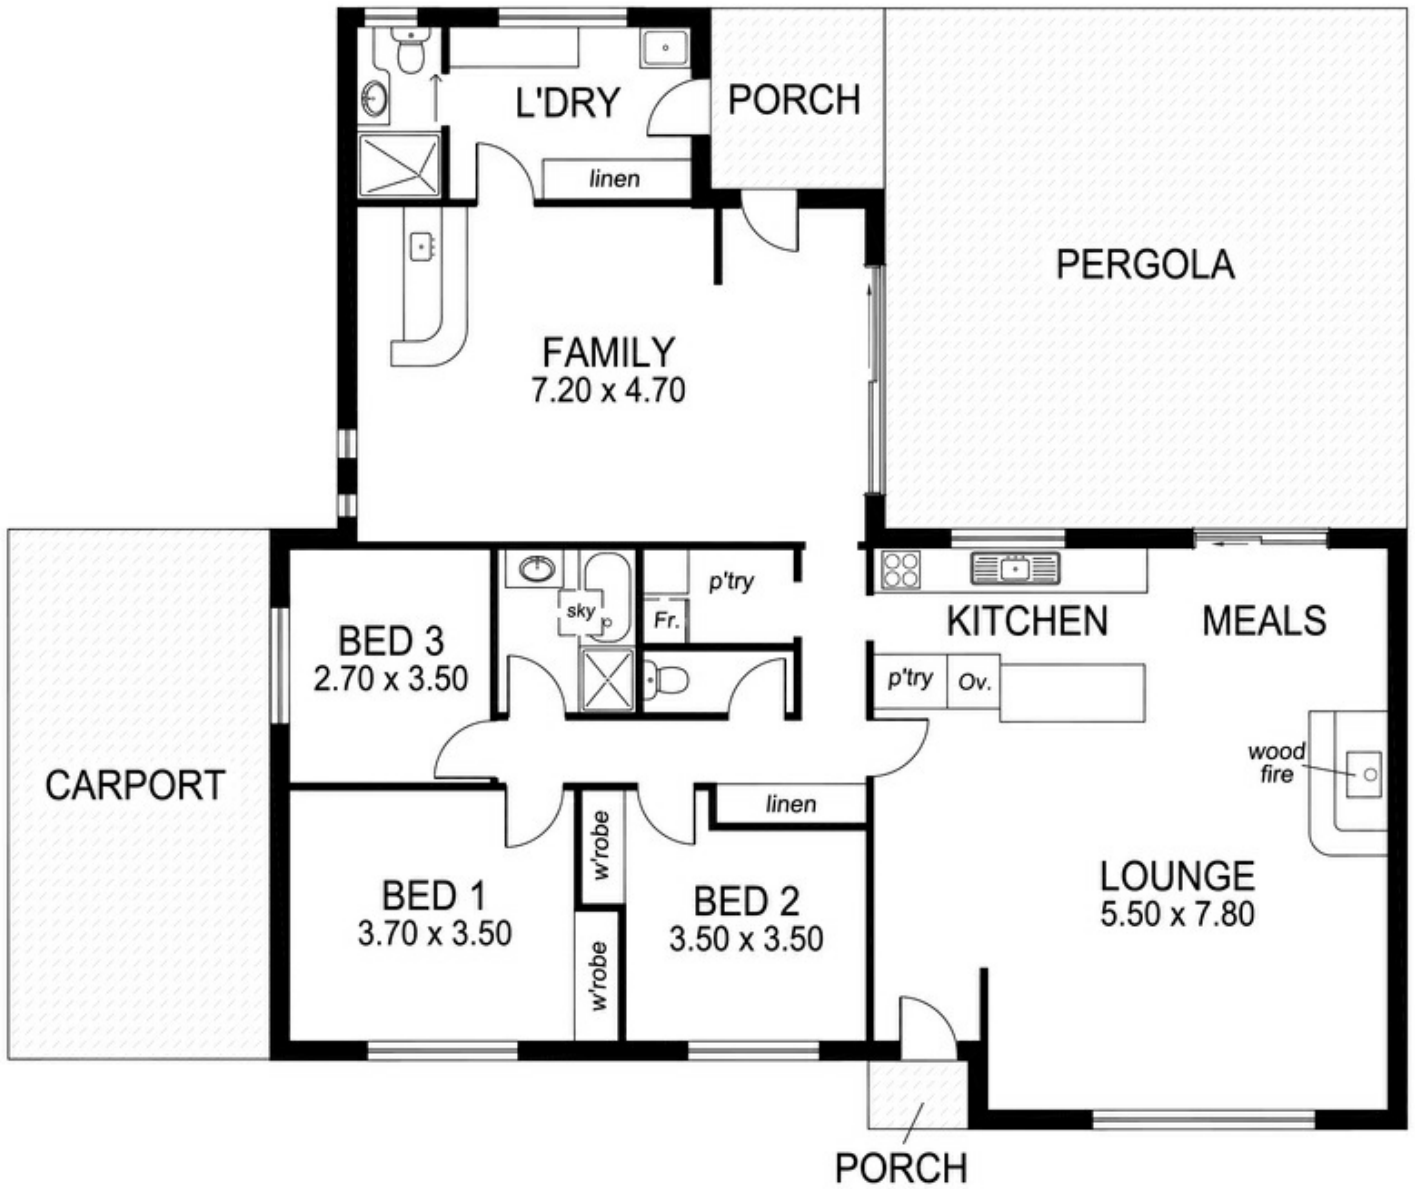 L'DRY
PORCH
linen
PERGOLA
FAMILY
7.20 x 4.70
p'try
sky
Fr.
BED 3
2.70 x 3.50
KITCHEN
MEALS
p'try
Ov.
CARPORT
wood
fire
linen
w'robe
BED 1
3.70 x 3.50
BED 2
3.50 x 3.50
LOUNGE
5.50 x 7.80
w'robe
PORCH